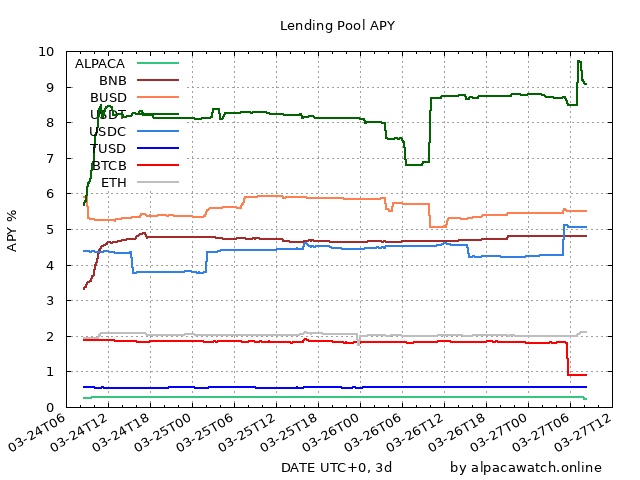 Lending Pool APY
APY %
10
9
8
7
6
5
4
3
2
1
0
ALPACA
BNB
BUSD
USDT
USDC
TUSD
BTCB
ETH
03-24T06
03-24T12
03-24T18
03-25T00
03-25T06
03-25T12
03-25T18
03-26T00
03-26T06
03-26T12
03-26T18
03-27T00
03-27T06
03-27T12
DATE UTC+0, 3d
by alpacawatch.online